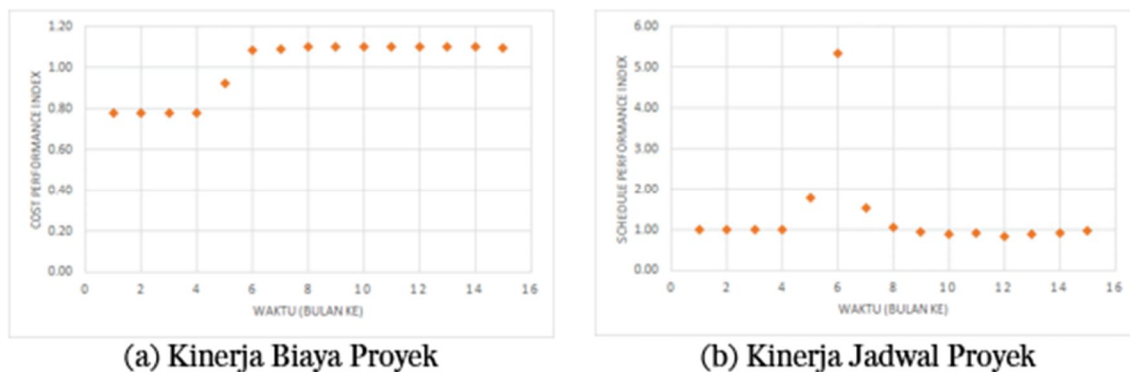 1.20
1.00
0.80
0.60
0.40
0.20
0.00
COST PERFORMANCE INDEX
0 2 4 6 8 10 12 14 16
WAKTU (BULAN KE)
(a) Kinerja Biaya Proyek
6.00
5.00
4.00
3.00
2.00
1.00
0.00
SCHEDULE PERFORMANCE INDEX
0 2 4 6 8 10 12 14 16
WAKTU (BULAN KE)
(b) Kinerja Jadwal Proyek